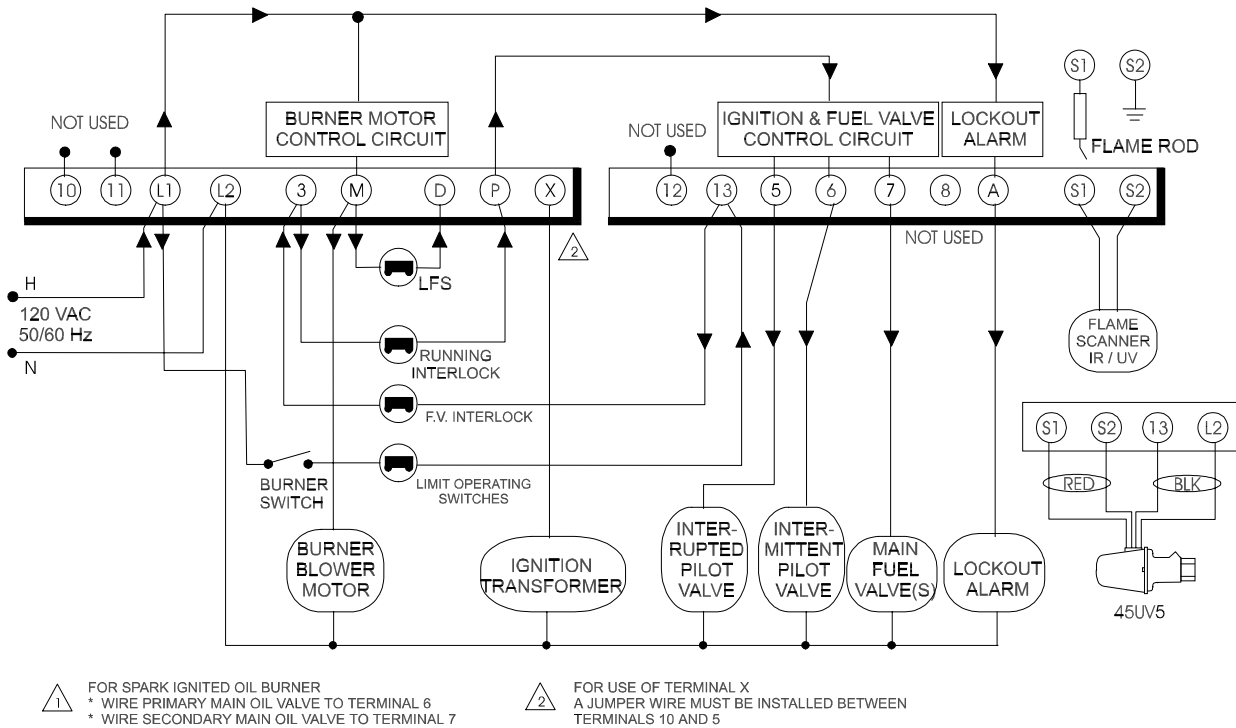 BURNER MOTOR
CONTROL CIRCUIT
IGNITION & FUEL VALVE
CONTROL CIRCUIT
LOCKOUT
ALARM
S1
S2
FLAME ROD
NOT USED
NOT USED
10
11
L1
L2
3
M
D
P
X
12
13
5
6
7
8
A
S1
S2
NOT USED
2
H
120 VAC
50/60 Hz
N
LFS
RUNNING
INTERLOCK
F.V. INTERLOCK
BURNER
SWITCH
LIMIT OPERATING
SWITCHES
FLAME
SCANNER
IR / UV
S1
S2
13
L2
RED
BLK
45UV5
BURNER
BLOWER
MOTOR
IGNITION
TRANSFORMER
INTER-
RUPTED
PILOT
VALVE
INTER-
MITTENT
PILOT
VALVE
MAIN
FUEL
VALVE(S)
LOCKOUT
ALARM
1
FOR SPARK IGNITED OIL BURNER
* WIRE PRIMARY MAIN OIL VALVE TO TERMINAL 6
* WIRE SECONDARY MAIN OIL VALVE TO TERMINAL 7
2
FOR USE OF TERMINAL X
A JUMPER WIRE MUST BE INSTALLED BETWEEN
TERMINALS 10 AND 5